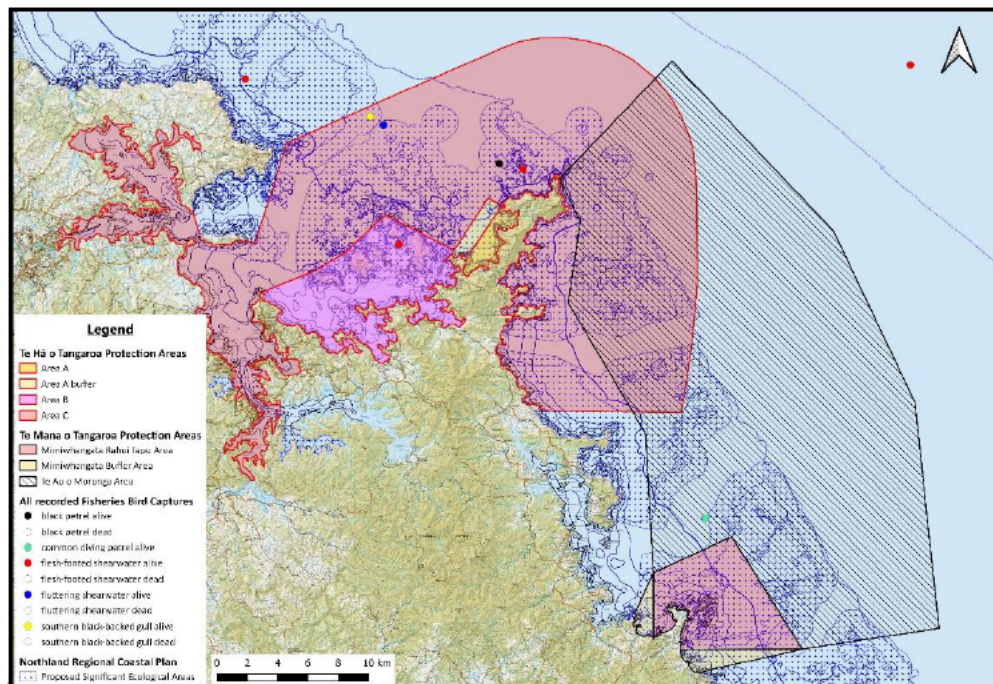 Legend
Te Hā o Tangaroa Protection Areas
Area A
Area A buffer
Area B
Area C
Te Mana o Tangaroa Protection Areas
Mimiwhangata Rahui Tapu Area
Mimiwhangata Buffer Area
Te Au o Morunga Area
All recorded Fisheries Bird Captures
black petrel alive
black petrel dead
common diving petrel alive
flesh-footed shearwater alive
flesh-footed shearwater dead
fluttering shearwater alive
fluttering shearwater dead
southern black-backed gull alive
southern black-backed gull dead
Northland Regional Coastal Plan
Proposed Significant Ecological Areas
0 2 4 6 8 10 km